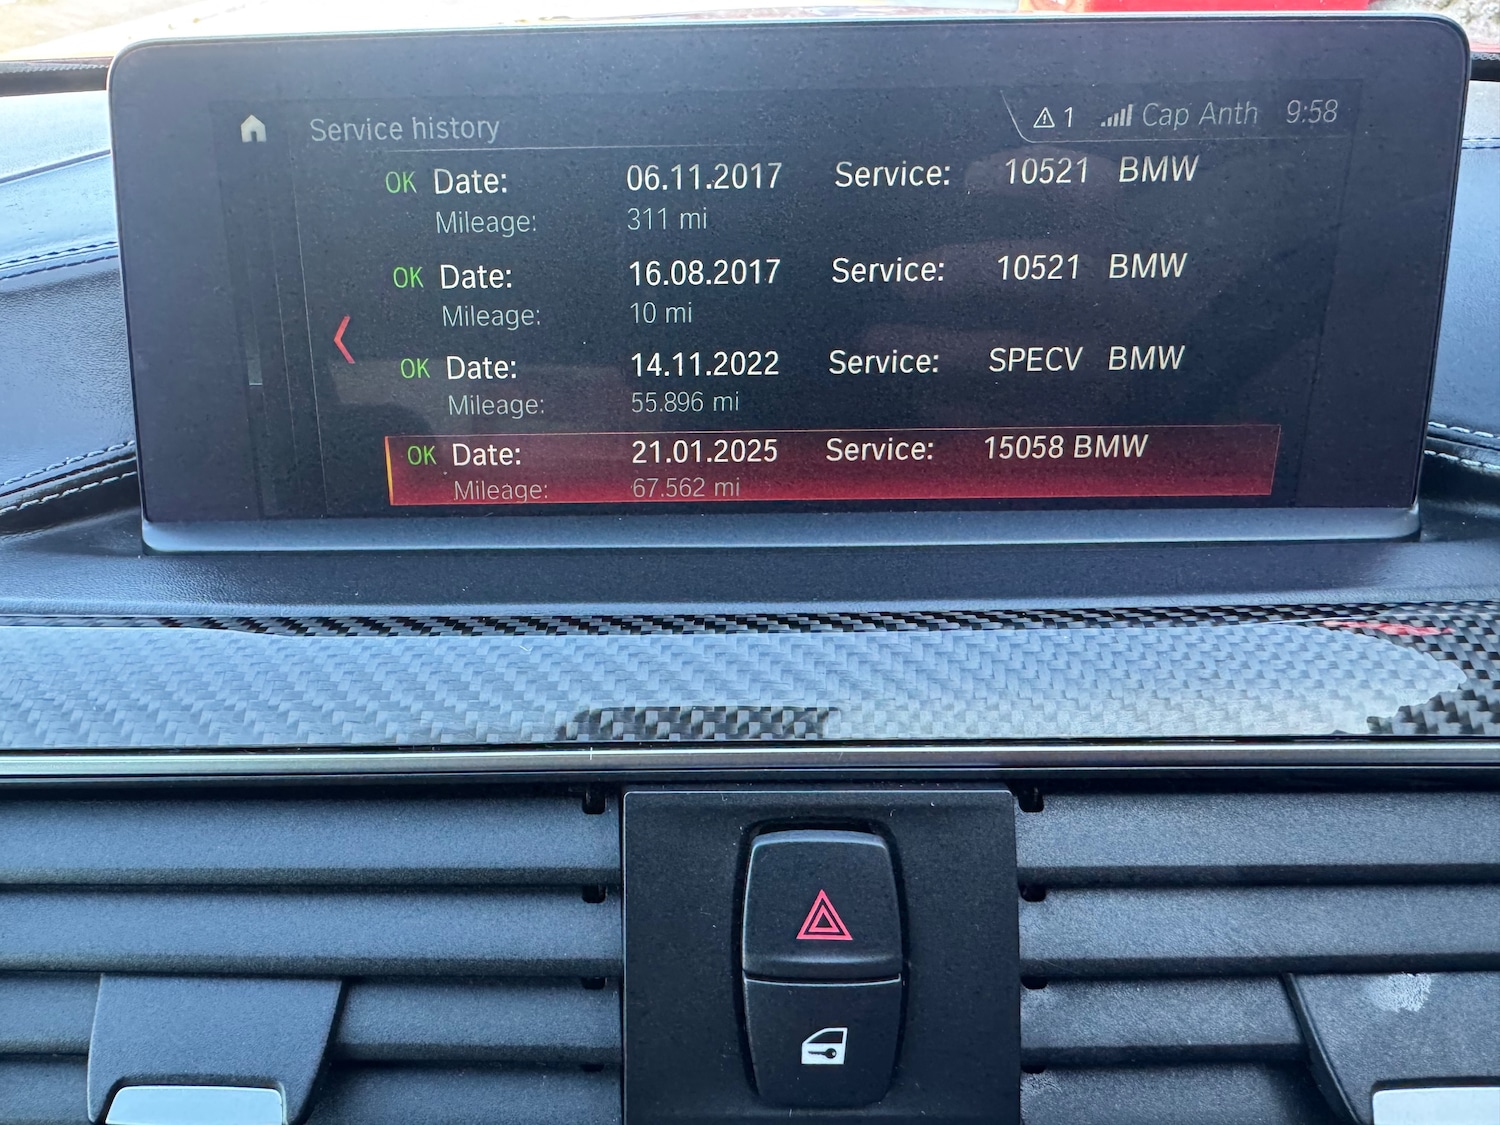 Service history 1 Cap Anth 9:58
OK Date: 06.11.2017 Service: 10521 BMW
Mileage: 311 mi
OK Date: 16.08.2017 Service: 10521 BMW
Mileage: 10 mi
OK Date: 14.11.2022 Service: SPECV BMW
Mileage: 55.896 mi
OK Date: 21.01.2025 Service: 15058 BMW
Mileage: 67.562 mi